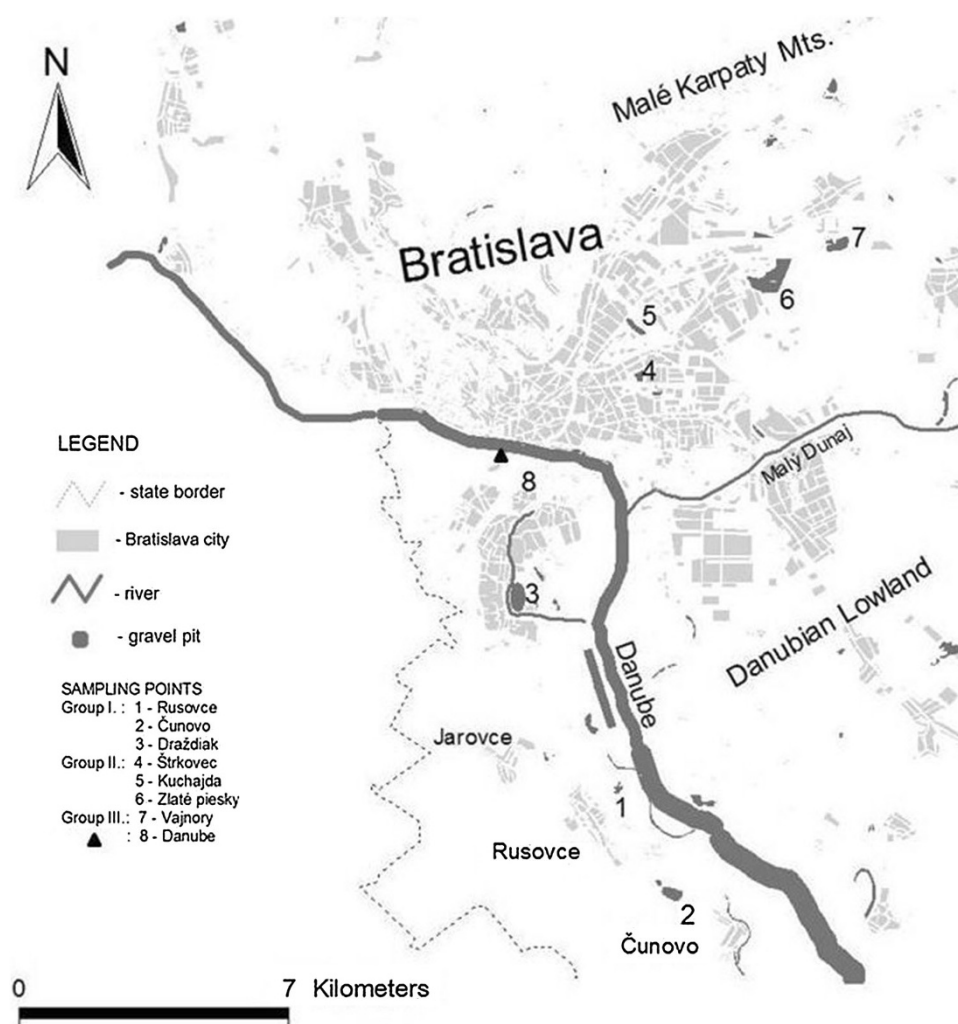 N
Malé Karpaty Mts.
Bratislava
7
6
5
4
Malý Dunaj
LEGEND
- state border
- Bratislava city
- river
- gravel pit
8
3
Danubian Lowland
Danube
SAMPLING POINTS
Group I. : 1 - Rusovce
2 - Čunovo
3 - Draždiak
Group II.: 4 - Štrkovec
5 - Kuchajda
6 - Zlaté piesky
Group III.: 7 - Vajnory
: 8 - Danube
Jarovce
1
Rusovce
2
Čunovo
0 7 Kilometers